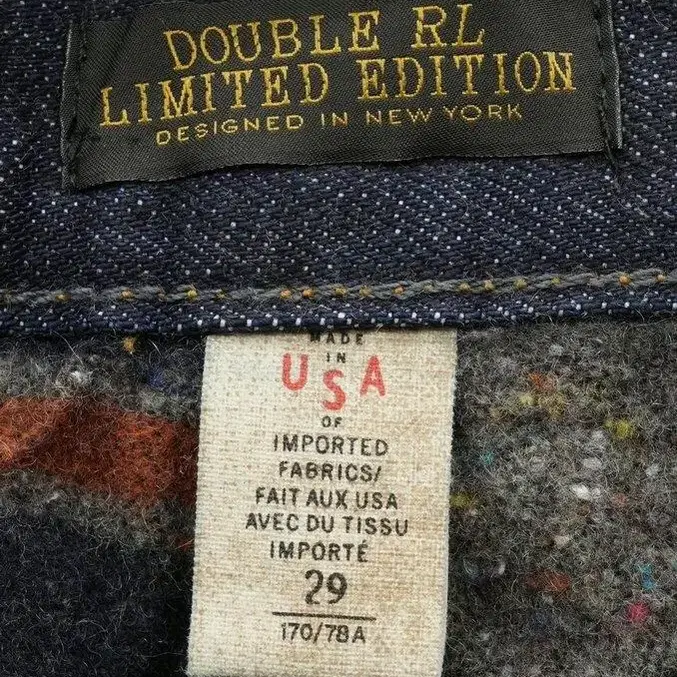 DOUBLE RL
LIMITED EDITION
DESIGNED IN NEW YORK
MADE
IN
USA
OF
IMPORTED
FABRICS/
FAIT AUX USA
AVEC DU TISSU
IMPORTÉ
29
170/78A